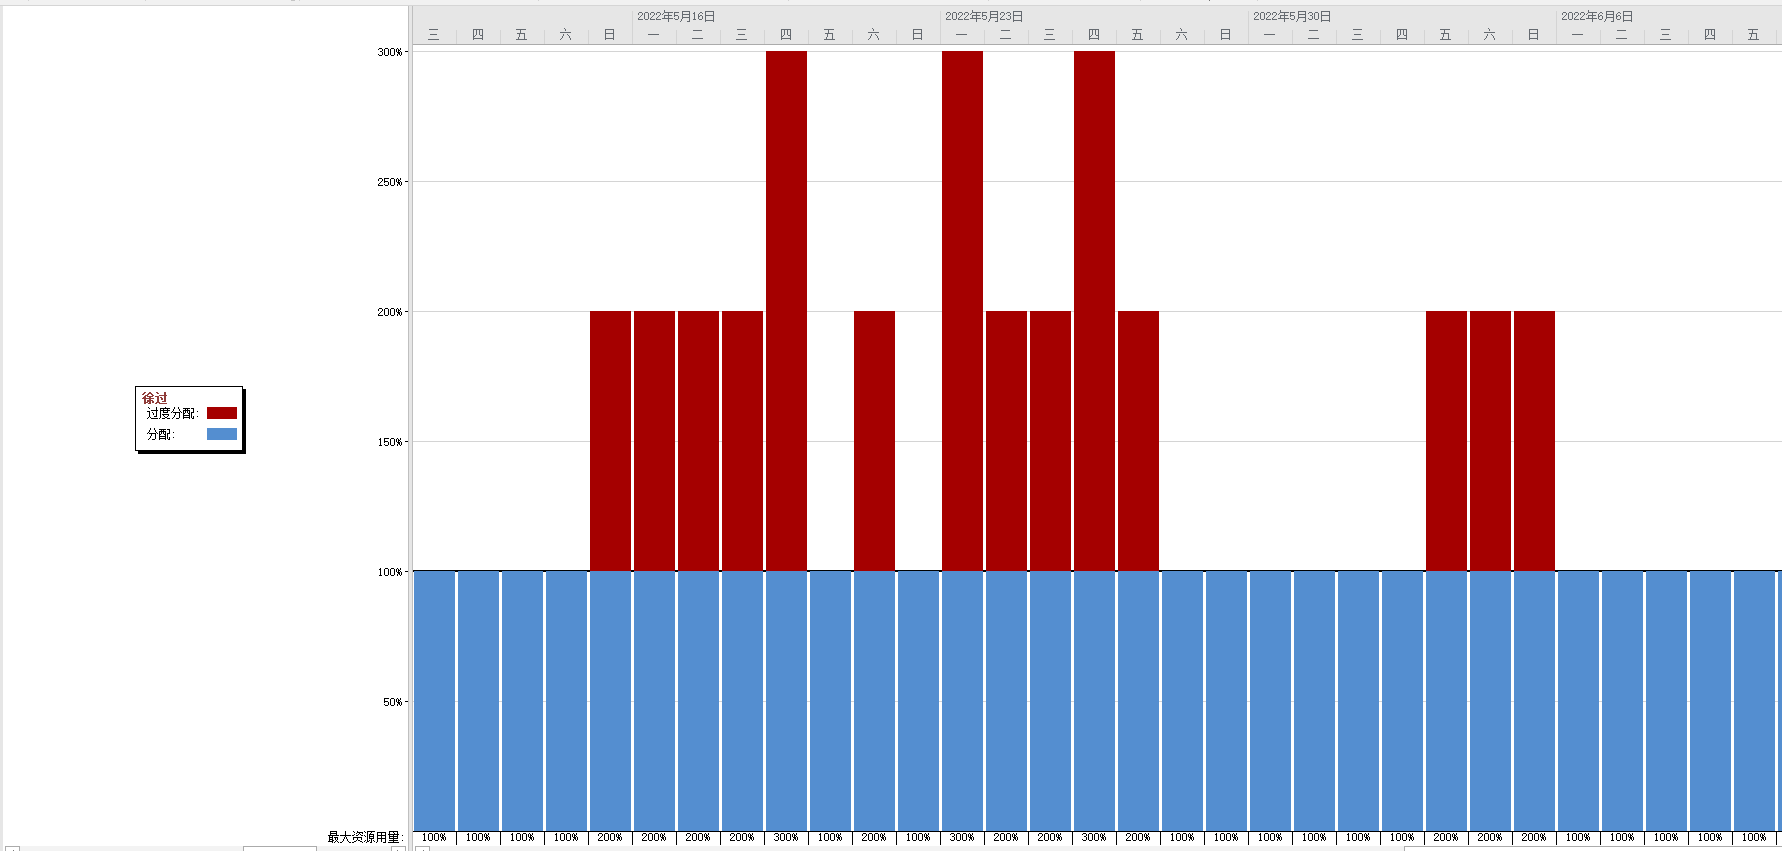 2022年5月16日 2022年5月23日 2022年5月30日 2022年6月6日
三 四 五 六 日 一 二 三 四 五 六 日 一 二 三 四 五 六 日 一 二 三 四 五 六 日 一 二 三 四 五
300%
250%
200%
150%
100%
50%
徐过
过度分配:
分配:
最大资源用量: 100% 100% 100% 100% 200% 200% 200% 200% 300% 100% 200% 100% 300% 200% 200% 300% 200% 100% 100% 100% 100% 100% 100% 200% 200% 200% 100% 100% 100% 100% 100%